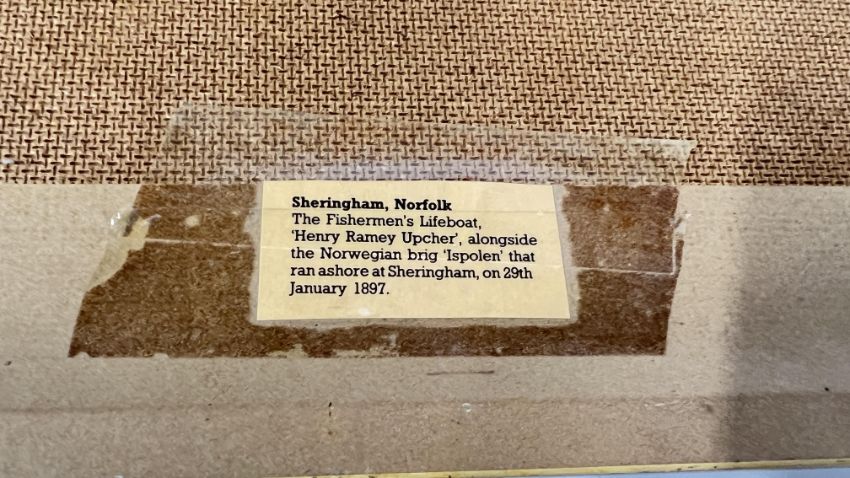 Sheringham, Norfolk
The Fishermen's Lifeboat,
'Henry Ramey Upcher', alongside
the Norwegian brig 'Ispolen' that
ran ashore at Sheringham, on 29th
January 1897.